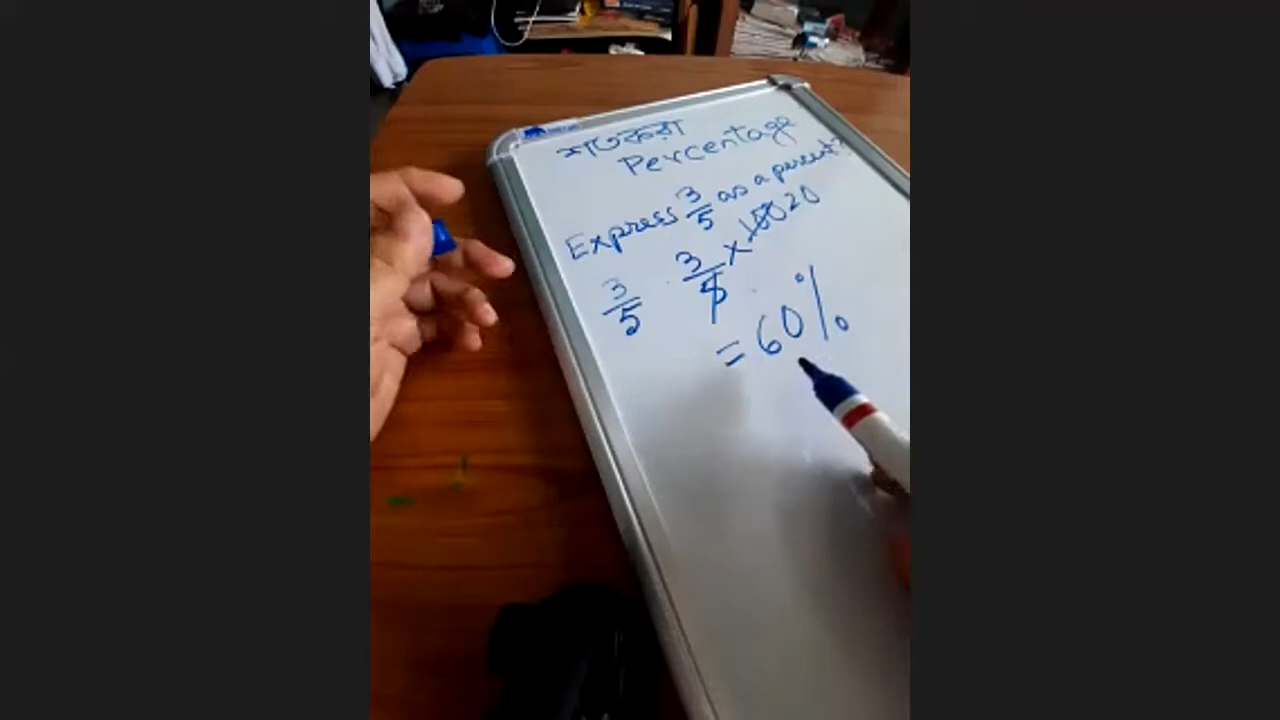 শতকরা
Percentage
Express 3/5 as a percent?
3/5 3/5 × 100 20
= 60%